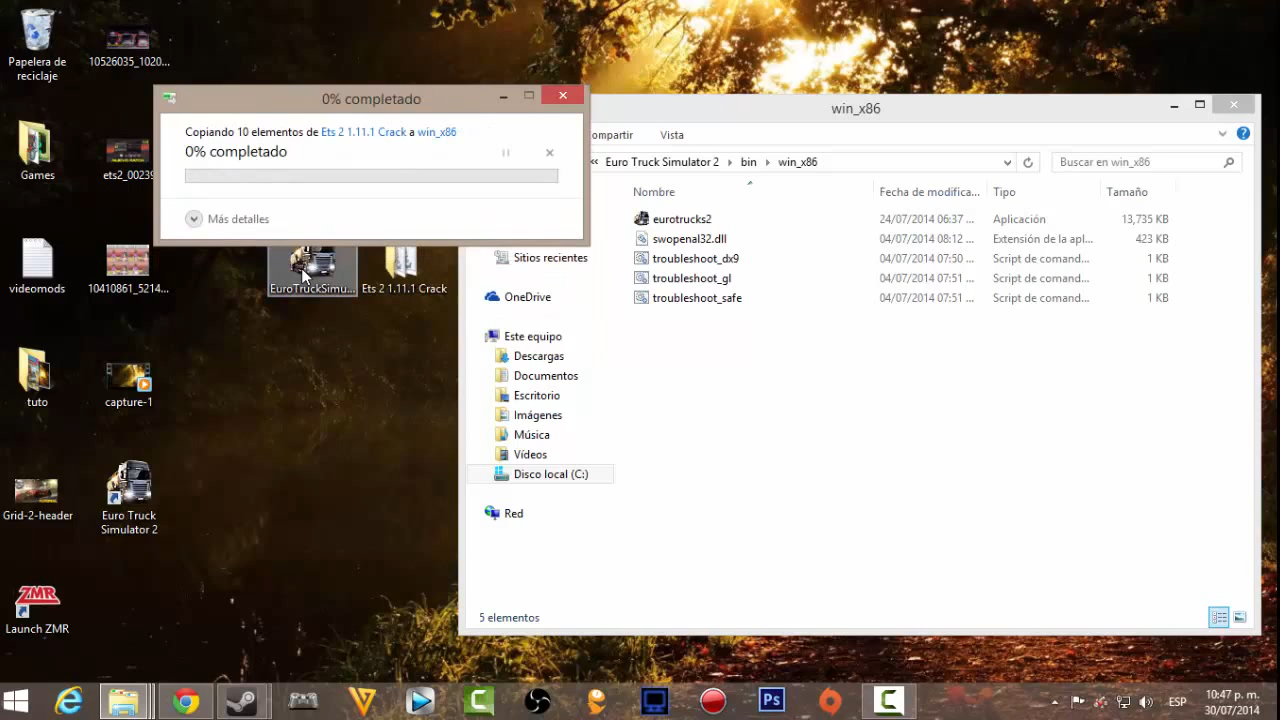 Papelera de
reciclaje
10526035_1020...
Games
ets2_00239
videomods
10410861_5214...
EuroTruckSimu...
Ets 2 1.11.1 Crack
tuto
capture-1
Grid-2-header
Euro Truck
Simulator 2
ZMR
Launch ZMR
0% completado
Copiando 10 elementos de Ets 2 1.11.1 Crack a win_x86
0% completado
Más detalles
win_x86
ompartir Vista
Euro Truck Simulator 2 bin win_x86
Buscar en win_x86
Nombre Fecha de modifica... Tipo Tamaño
eurotrucks2 24/07/2014 06:37 ... Aplicación 13,735 KB
swopenal32.dll 04/07/2014 08:12 ... Extensión de la apl... 423 KB
troubleshoot_dx9 04/07/2014 07:50 ... Script de comand... 1 KB
troubleshoot_gl 04/07/2014 07:51 ... Script de comand... 1 KB
troubleshoot_safe 04/07/2014 07:51 ... Script de comand... 1 KB
Sitios recientes
OneDrive
Este equipo
Descargas
Documentos
Escritorio
Imágenes
Música
Vídeos
Disco local (C:)
Red
5 elementos
Ps
ESP
10:47 p. m.
30/07/2014